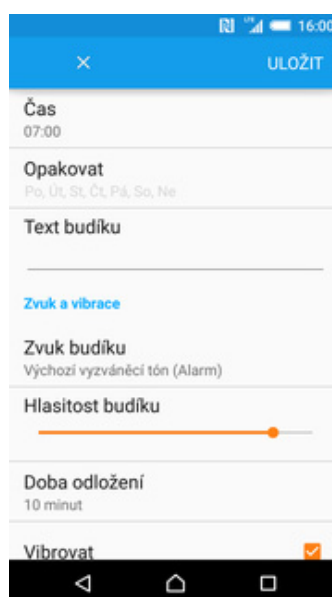 LTE 16:00
ULOŽIT
Čas
07:00
Opakovat
Po, Út, St, Čt, Pá, So, Ne
Text budíku
Zvuk a vibrace
Zvuk budíku
Výchozí vyzváněcí tón (Alarm)
Hlasitost budíku
Doba odložení
10 minut
Vibrovat